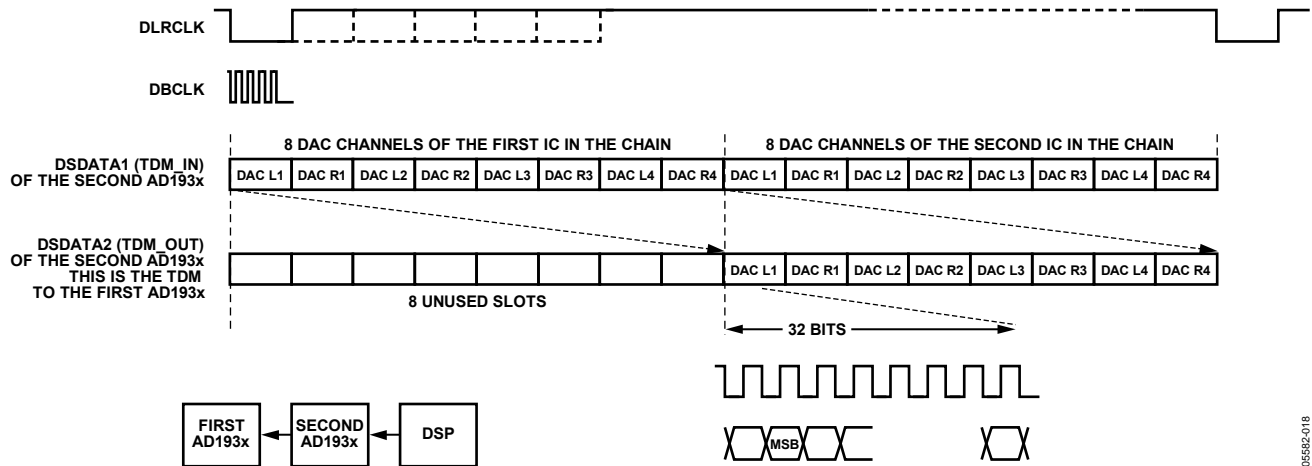 DLRCLK
DBCLK
8 DAC CHANNELS OF THE FIRST IC IN THE CHAIN
8 DAC CHANNELS OF THE SECOND IC IN THE CHAIN
DSDATA1 (TDM_IN)
OF THE SECOND AD193x
DAC L1 DAC R1 DAC L2 DAC R2 DAC L3 DAC R3 DAC L4 DAC R4 DAC L1 DAC R1 DAC L2 DAC R2 DAC L3 DAC R3 DAC L4 DAC R4
DSDATA2 (TDM_OUT)
OF THE SECOND AD193x
THIS IS THE TDM
TO THE FIRST AD193x
DAC L1 DAC R1 DAC L2 DAC R2 DAC L3 DAC R3 DAC L4 DAC R4
8 UNUSED SLOTS
32 BITS
FIRST
AD193x
SECOND
AD193x
DSP
MSB
05582-018